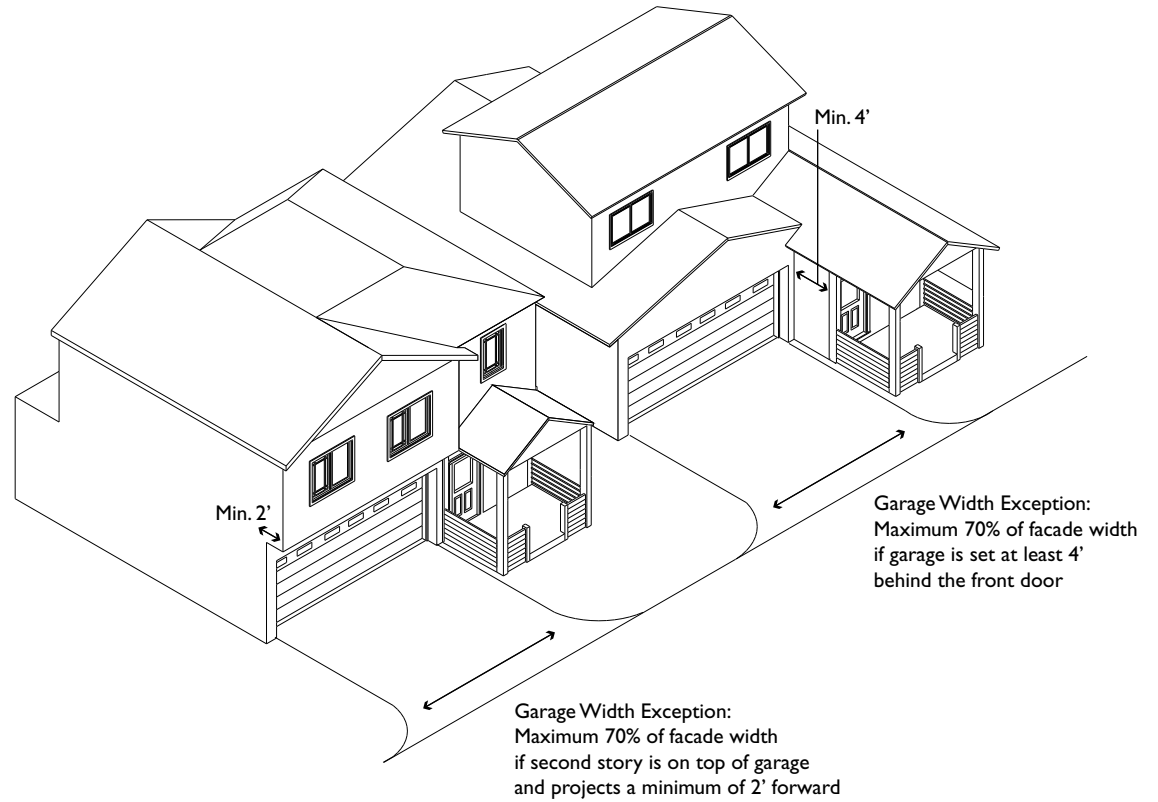 Min. 4’
Min. 2’
Garage Width Exception:
Maximum 70% of facade width
if garage is set at least 4’
behind the front door
Garage Width Exception:
Maximum 70% of facade width
if second story is on top of garage
and projects a minimum of 2’ forward